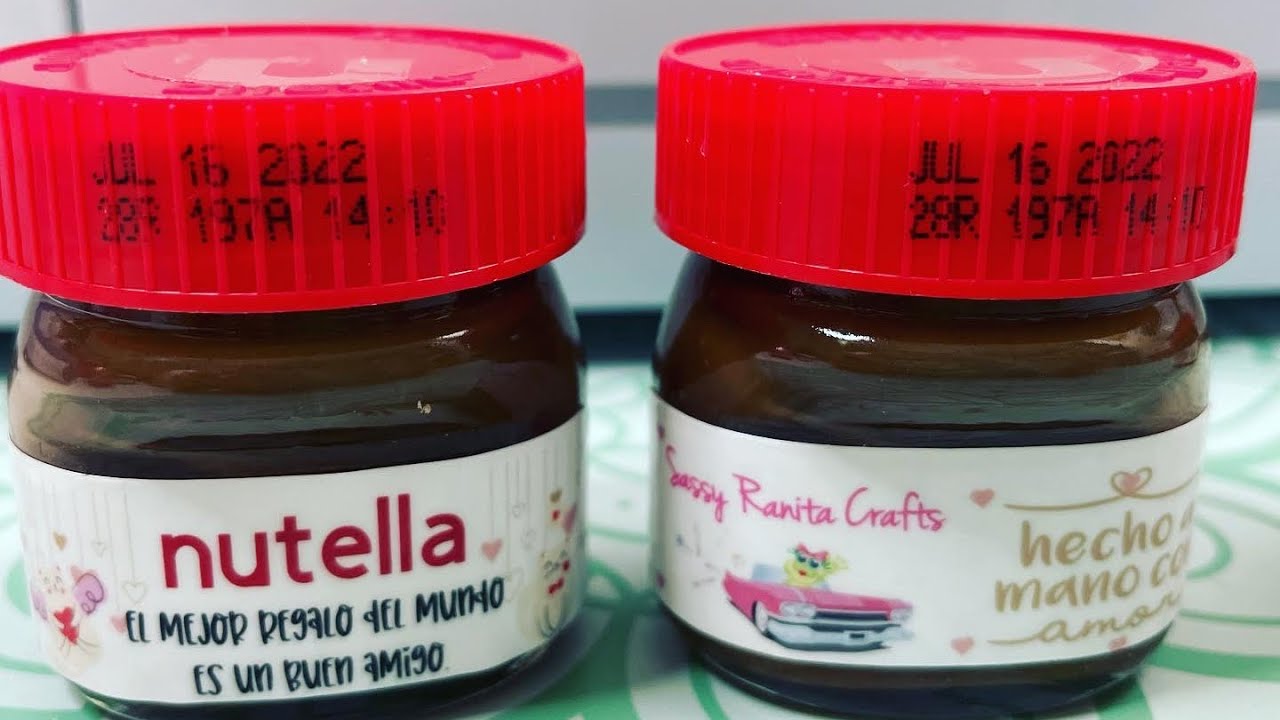 JUL 16 2022
28R 197A 14:10
nutella
EL MEJOR REGALO dEL MUNdO
ES UN BUEN AMIGO.
JUL 16 2022
28R 197A 14:10
Sassy Ranita Crafts
hecho a
mano con
amor